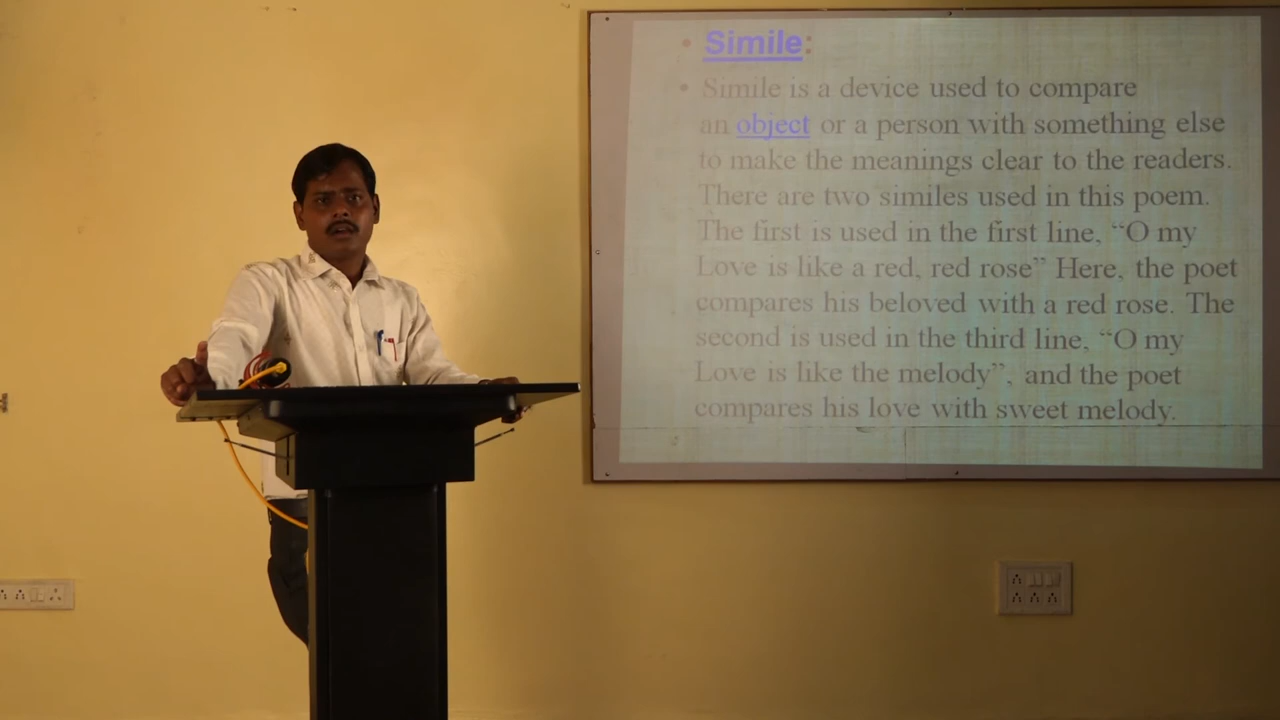 • Simile:
• Simile is a device used to compare
an object or a person with something else
to make the meanings clear to the readers.
There are two similes used in this poem.
The first is used in the first line, “O my
Love is like a red, red rose” Here, the poet
compares his beloved with a red rose. The
second is used in the third line, “O my
Love is like the melody”, and the poet
compares his love with sweet melody.